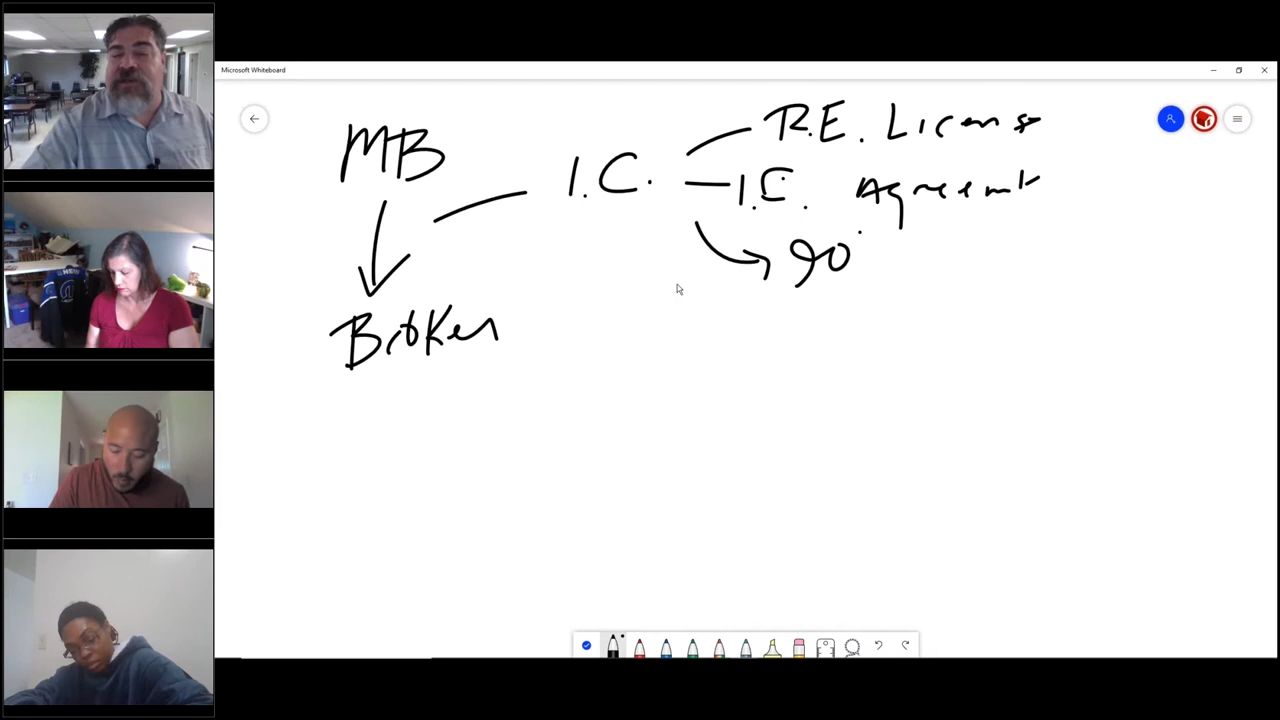 Microsoft Whiteboard
MB
I.C.
R.E. License
I.C. Agreement
90
Broker